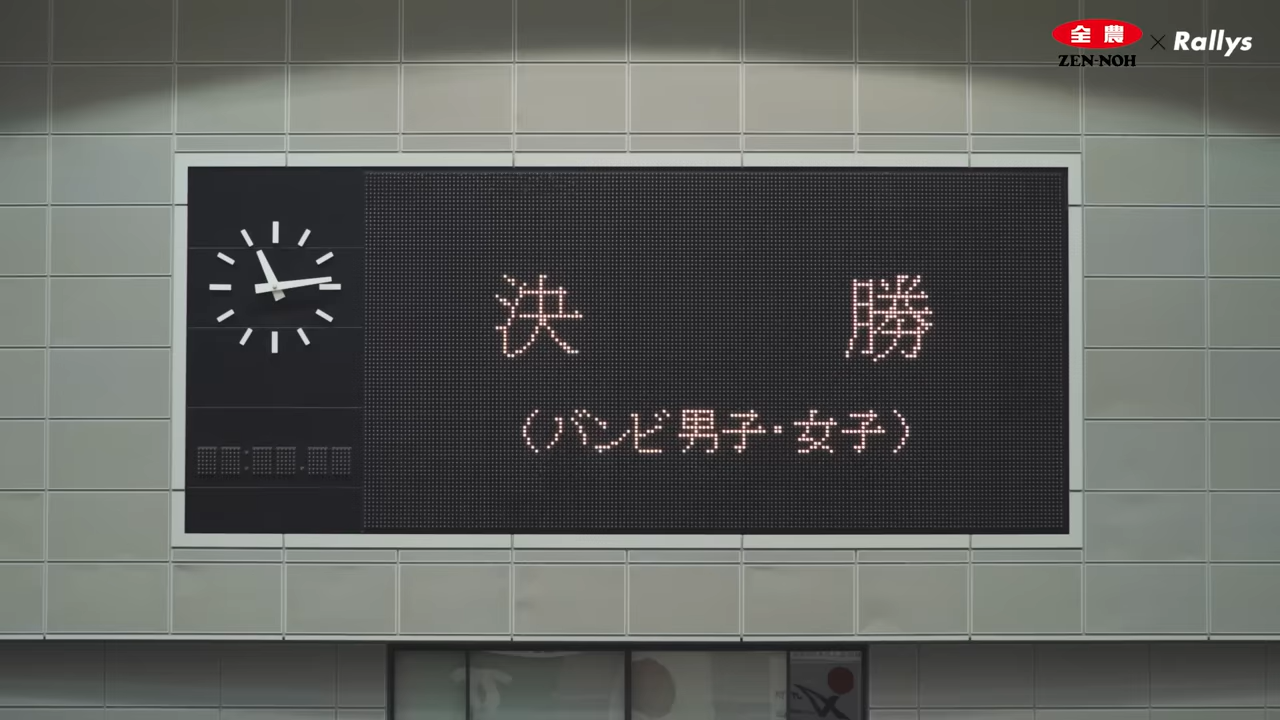 全農
ZEN-NOH
× Rallys
決 勝
(バンビ男子・女子)